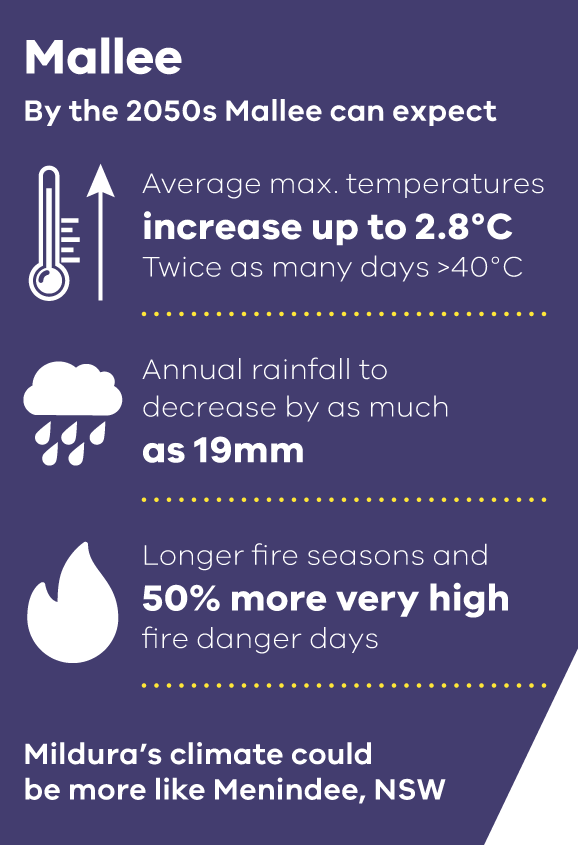 Mallee
By the 2050s Mallee can expect
Average max. temperatures
increase up to 2.8°C
Twice as many days >40°C
Annual rainfall to
decrease by as much
as 19mm
Longer fire seasons and
50% more very high
fire danger days
Mildura’s climate could
be more like Menindee, NSW